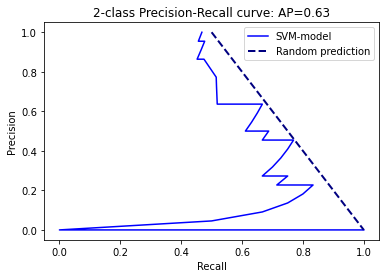 2-class Precision-Recall curve: AP=0.63
SVM-model
Random prediction
Precision
1.0
0.8
0.6
0.4
0.2
0.0
0.0 0.2 0.4 0.6 0.8 1.0
Recall